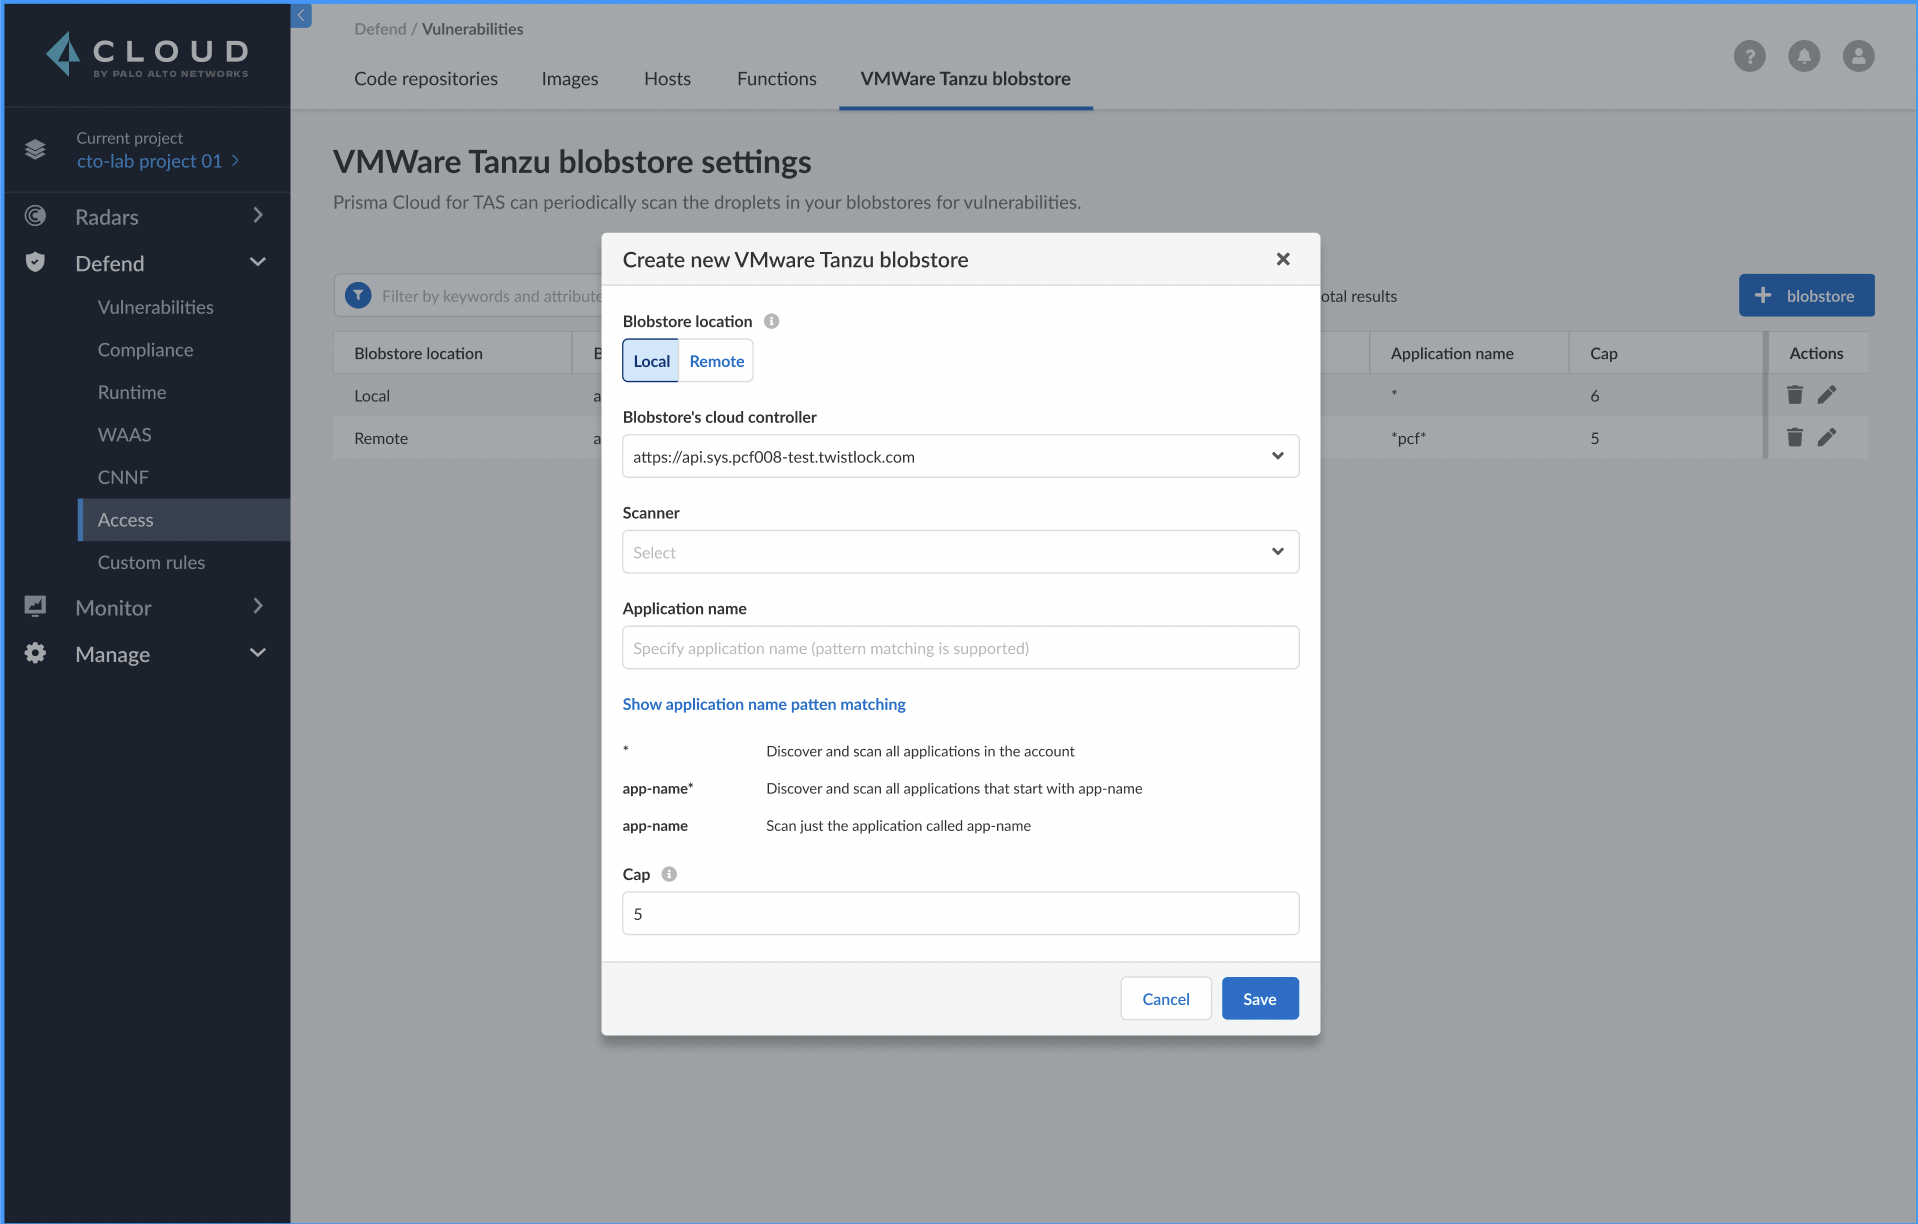 CLOUD
BY PALO ALTO NETWORKS
Current project
cto-lab project 01
Radars
Defend
Vulnerabilities
Compliance
Runtime
WAAS
CNNF
Access
Custom rules
Monitor
Manage
Defend / Vulnerabilities
Code repositories Images Hosts Functions VMWare Tanzu blobstore
VMWare Tanzu blobstore settings
Prisma Cloud for TAS can periodically scan the droplets in your blobstores for vulnerabilities.
Filter by keywords and attribute
otal results
+ blobstore
Blobstore location B Application name Cap Actions
Local a * 6
Remote a *pcf* 5
Create new VMware Tanzu blobstore
Blobstore location
Local Remote
Blobstore's cloud controller
attps://api.sys.pcf008-test.twistlock.com
Scanner
Select
Application name
Specify application name (pattern matching is supported)
Show application name patten matching
* Discover and scan all applications in the account
app-name* Discover and scan all applications that start with app-name
app-name Scan just the application called app-name
Cap
5
Cancel Save